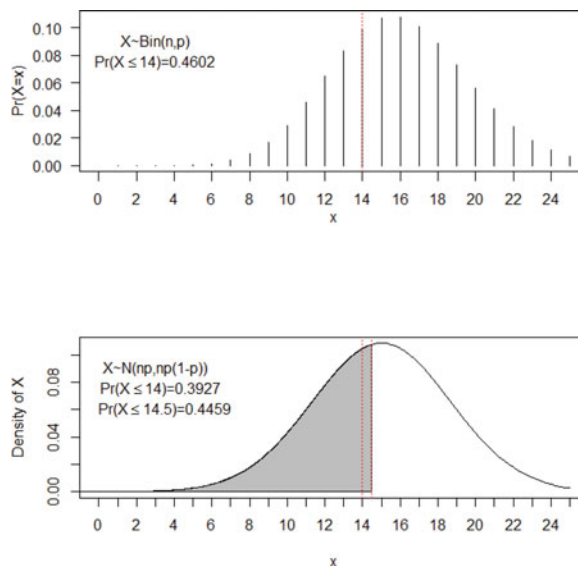 X~Bin(n,p)
Pr(X ≤ 14)=0.4602
Pr(X=x)
0.10
0.08
0.06
0.04
0.02
0.00
0 2 4 6 8 10 12 14 16 18 20 22 24
x
X~N(np,np(1-p))
Pr(X ≤ 14)=0.3927
Pr(X ≤ 14.5)=0.4459
Density of X
0.08
0.04
0.00
0 2 4 6 8 10 12 14 16 18 20 22 24
x